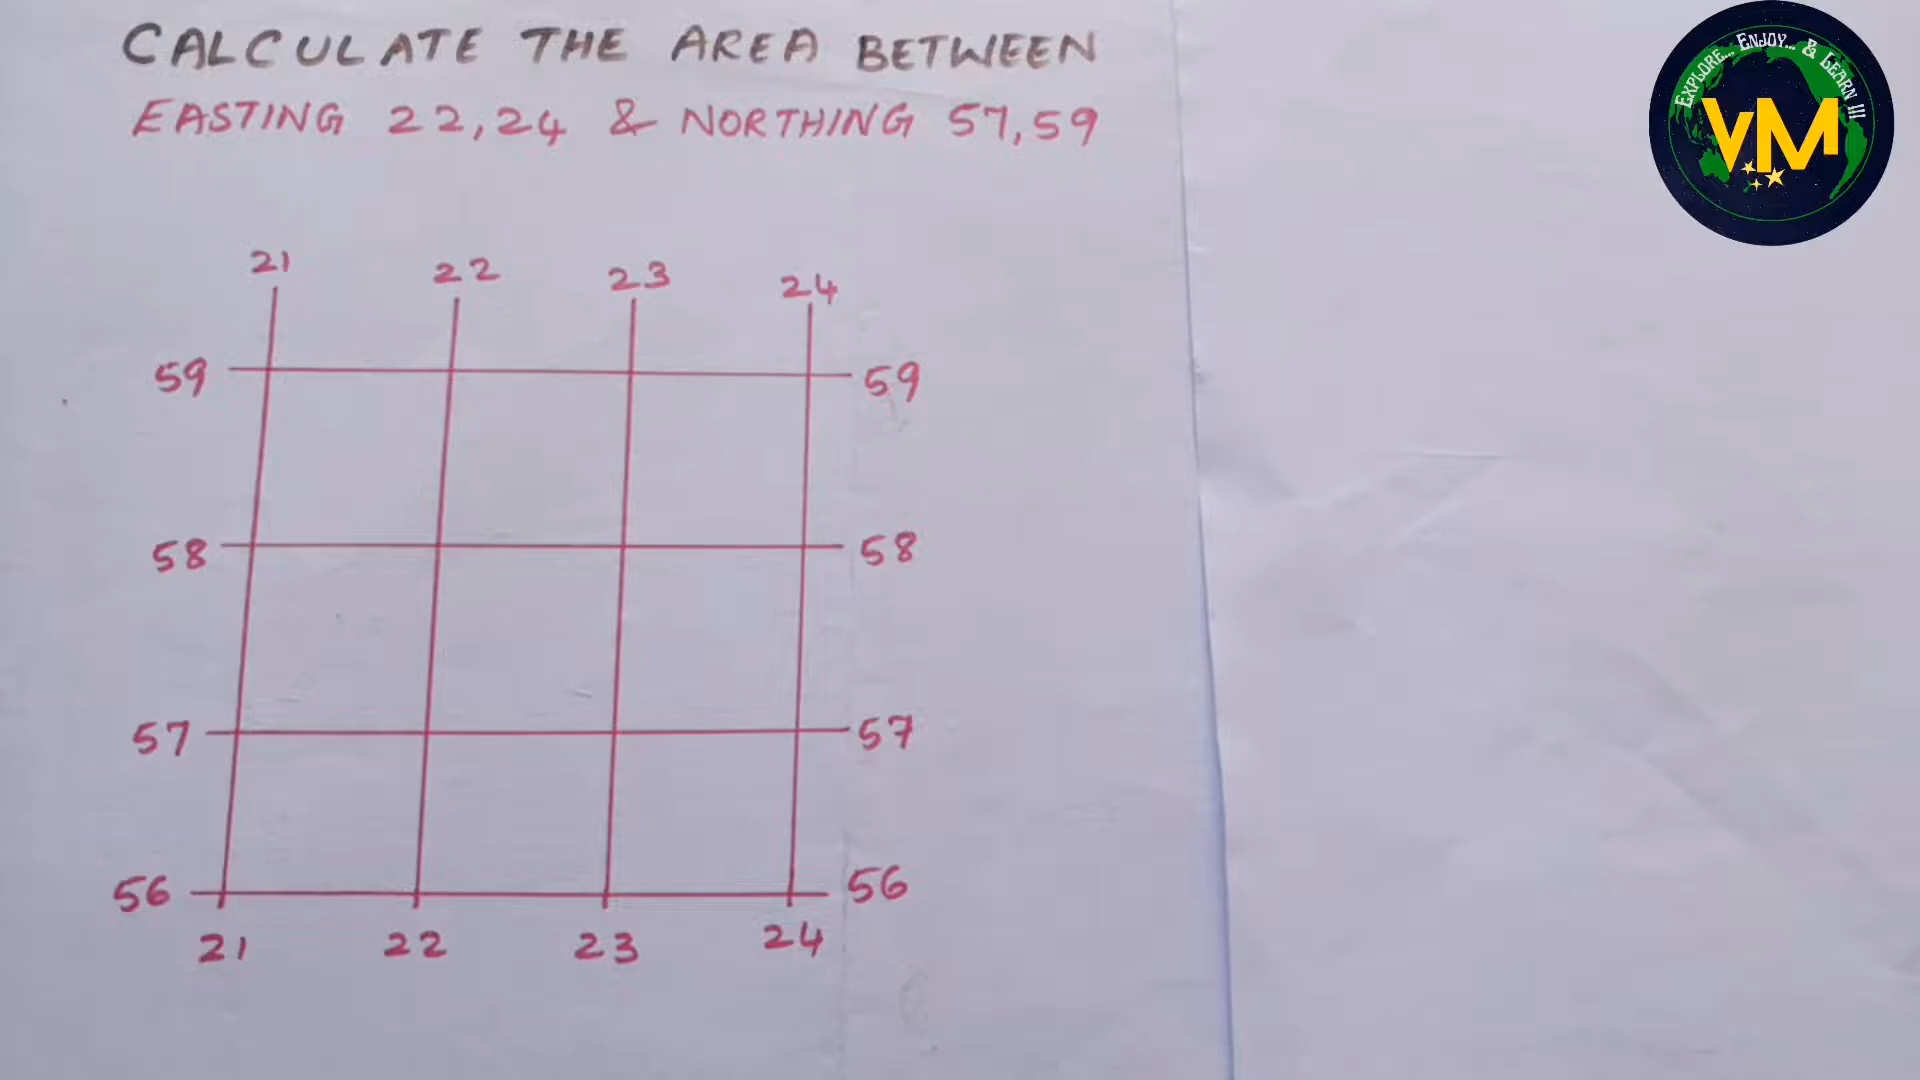 CALCULATE THE AREA BETWEEN
EASTING 22,24 & NORTHING 57,59
EXPLORE... ENJOY... & LEARN !!!
VM
21 22 23 24
59 59
58 58
57 57
56 56
21 22 23 24